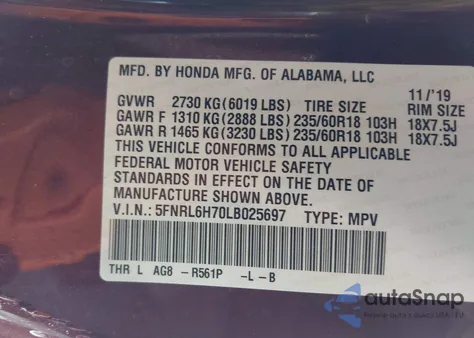 MFD. BY HONDA MFG. OF ALABAMA, LLC
11/'19
GVWR 2730 KG(6019 LBS) TIRE SIZE RIM SIZE
GAWR F 1310 KG(2888 LBS) 235/60R18 103H 18X7.5J
GAWR R 1465 KG(3230 LBS) 235/60R18 103H 18X7.5J
THIS VEHICLE CONFORMS TO ALL APPLICABLE
FEDERAL MOTOR VEHICLE SAFETY
STANDARDS IN EFFECT ON THE DATE OF
MANUFACTURE SHOWN ABOVE.
V.I.N.: 5FNRL6H70LB025697 TYPE: MPV
THR L AG8 - R561P -L-B
autoSnap